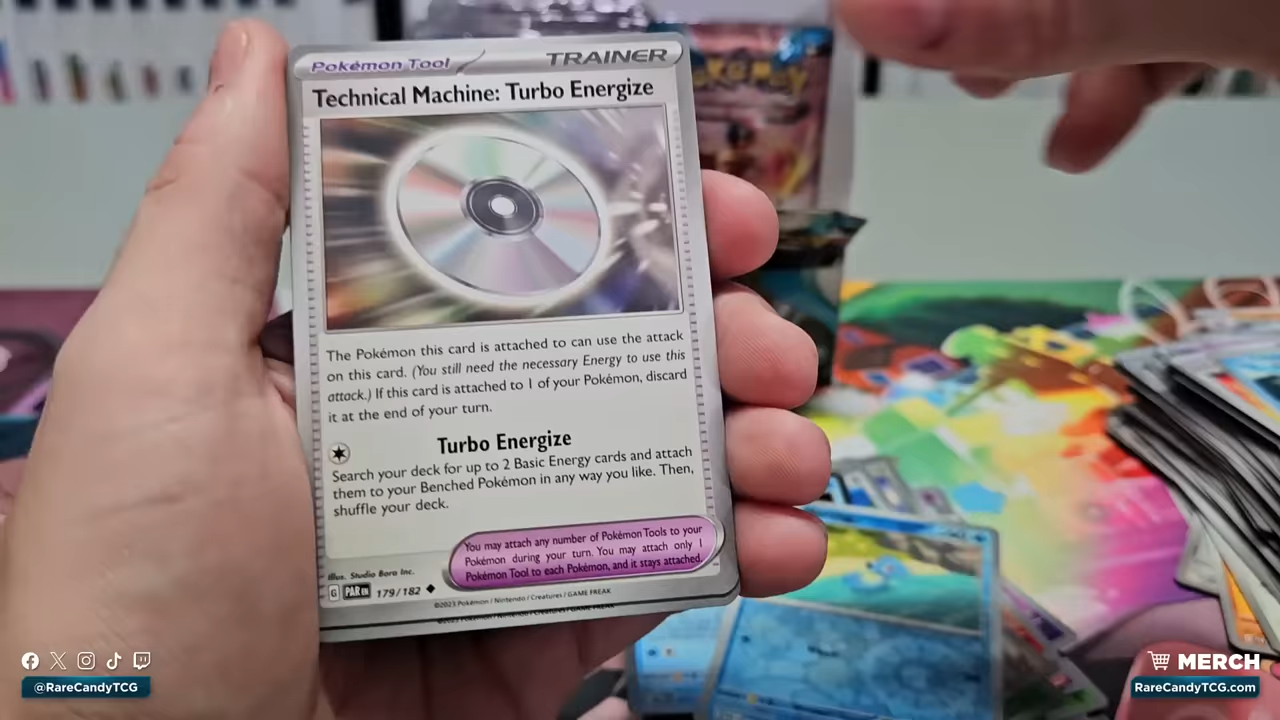 Pokémon Tool
TRAINER
Technical Machine: Turbo Energize
The Pokémon this card is attached to can use the attack
on this card. (You still need the necessary Energy to use this
attack.) If this card is attached to 1 of your Pokémon, discard
it at the end of your turn.
Turbo Energize
Search your deck for up to 2 Basic Energy cards and attach
them to your Benched Pokémon in any way you like. Then,
shuffle your deck.
You may attach any number of Pokémon Tools to your
Pokémon during your turn. You may attach only 1
Pokémon Tool to each Pokémon, and it stays attached.
Illus. Studio Bora Inc.
G PAR EN 179/182
©2023 Pokémon / Nintendo / Creatures / GAME FREAK
@RareCandyTCG
MERCH
RareCandyTCG.com